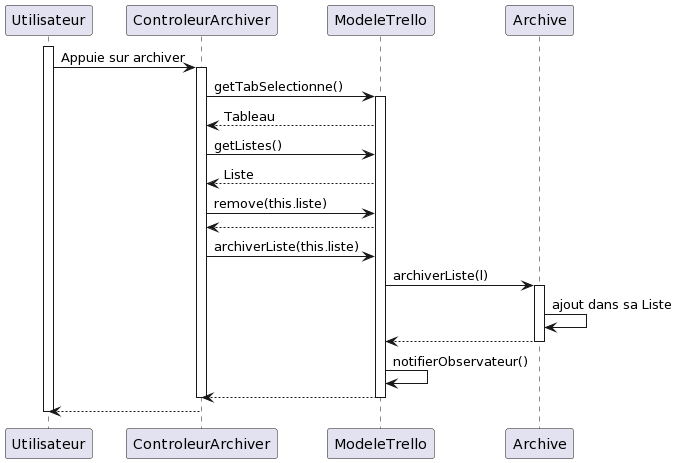 Utilisateur
ControleurArchiver
ModeleTrello
Archive
Appuie sur archiver
getTabSelectionne()
Tableau
getListes()
Liste
remove(this.liste)
archiverListe(this.liste)
archiverListe(l)
ajout dans sa Liste
notifierObservateur()
Utilisateur
ControleurArchiver
ModeleTrello
Archive